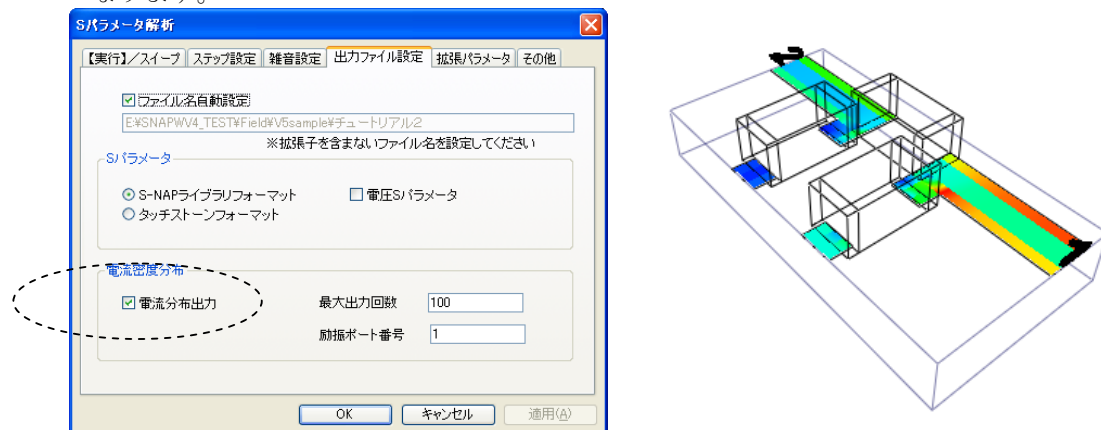 Sパラメータ解析
【実行】／スイープ ステップ設定 雑音設定 出力ファイル設定 拡張パラメータ その他
ファイル名自動設定
E:¥SNAPWV4_TEST¥Field¥V5sample¥チュートリアル2
※拡張子を含まないファイル名を設定してください
Sパラメータ
S-NAPライブラリフォーマット 電圧Sパラメータ
タッチストーンフォーマット
電流密度分布
電流分布出力 最大出力回数 100
励振ポート番号 1
OK キャンセル 適用(A)
2
1